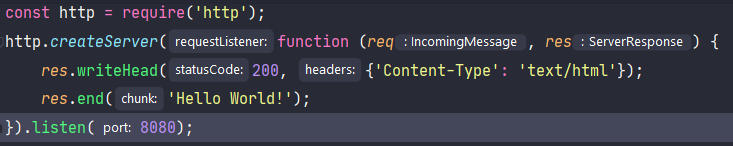 const http = require('http');
http.createServer( requestListener: function (req : IncomingMessage , res : ServerResponse ) {
    res.writeHead( statusCode: 200, headers: {'Content-Type': 'text/html'});
    res.end( chunk: 'Hello World!');
}).listen( port: 8080);